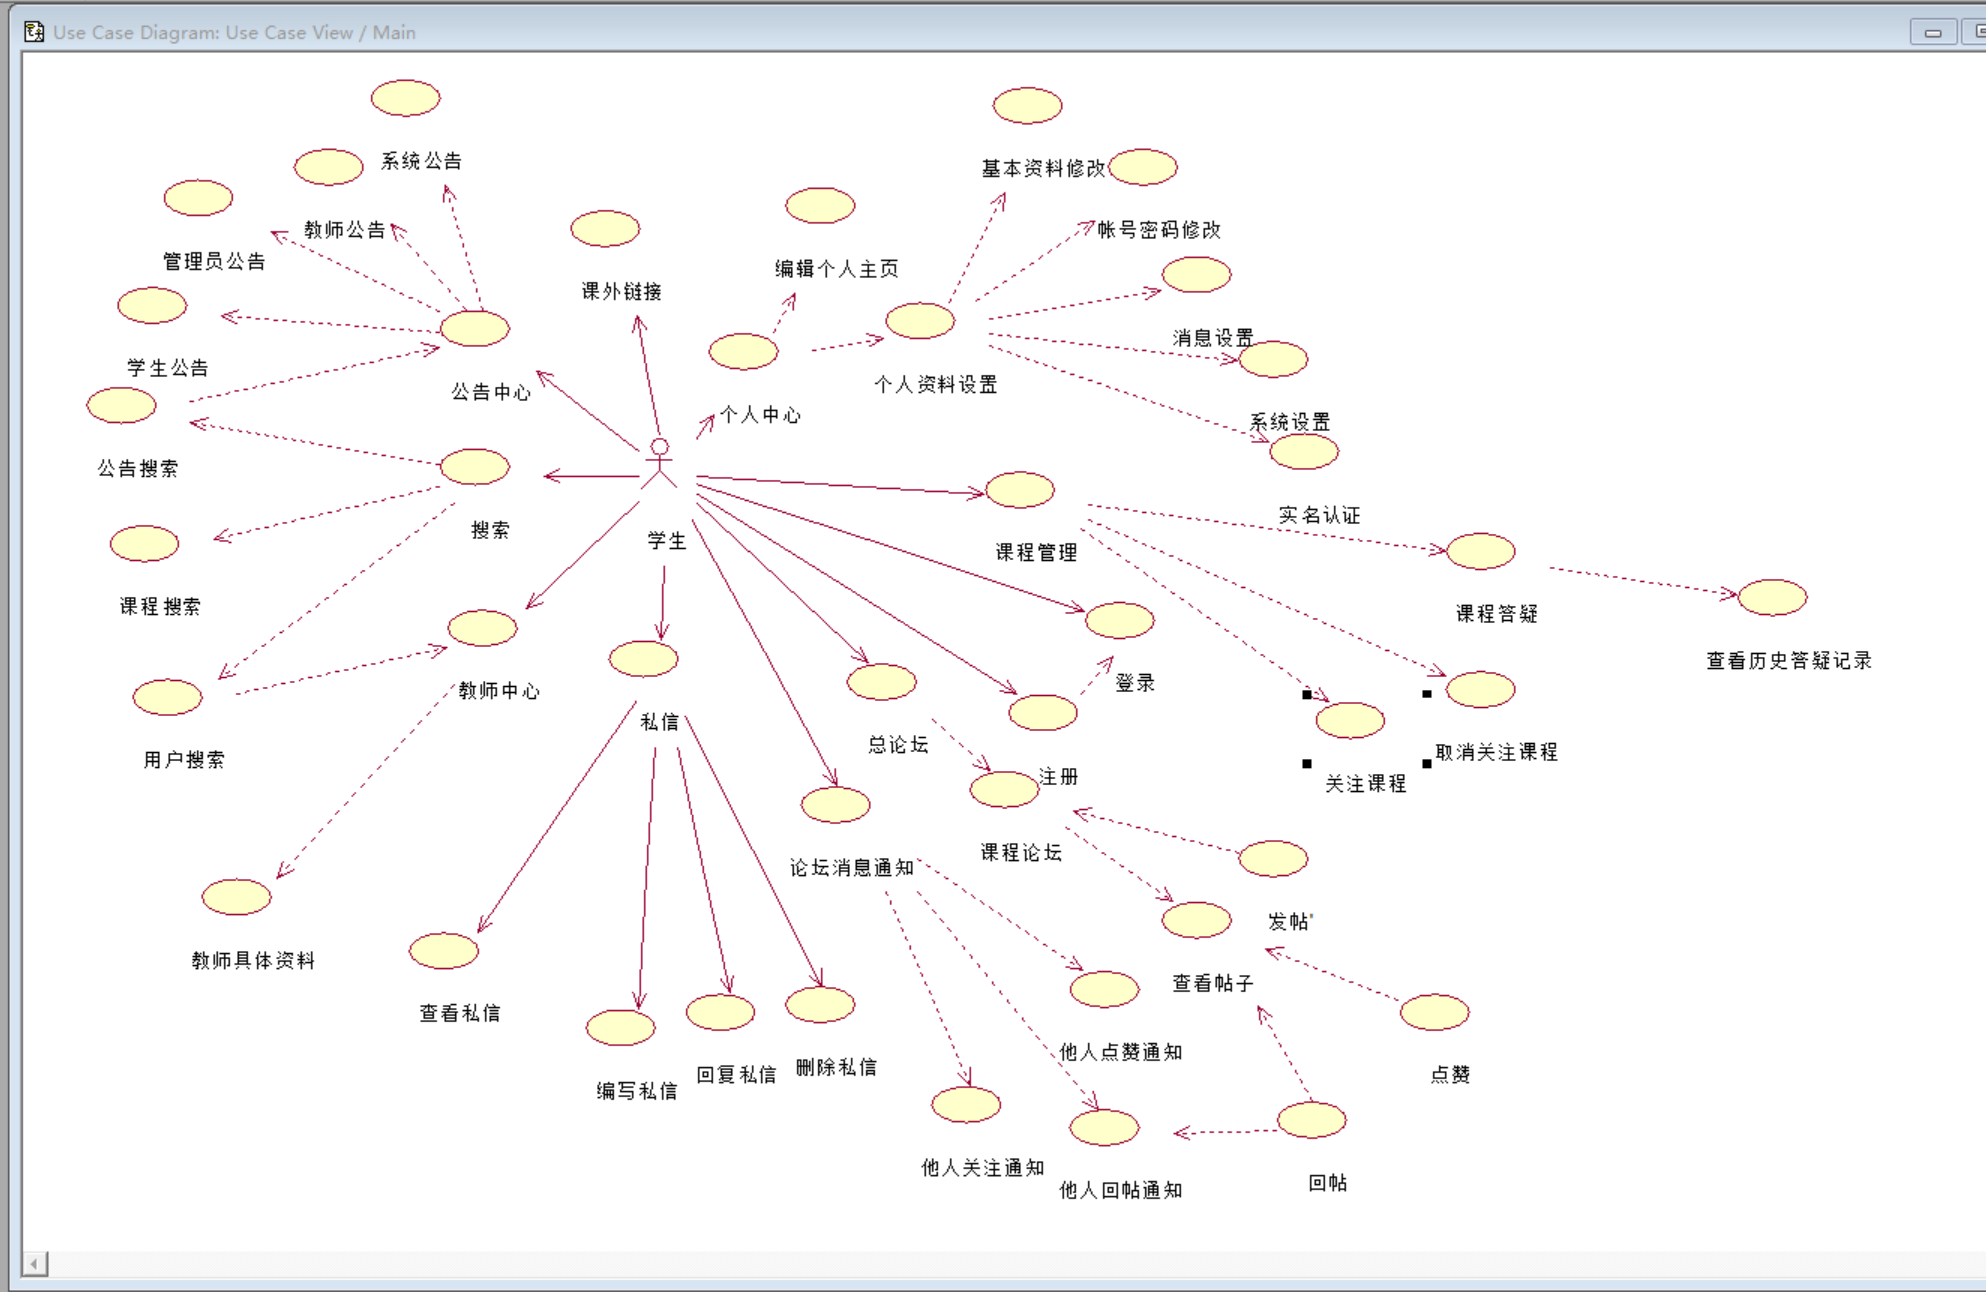 Use Case Diagram: Use Case View / Main
系统公告
基本资料修改
教师公告
帐号密码修改
管理员公告
编辑个人主页
课外链接
消息设置
学生公告
个人资料设置
公告中心
个人中心
系统设置
公告搜索
实名认证
搜索
学生
课程管理
课程搜索
课程答疑
查看历史答疑记录
登录
教师中心
私信
总论坛
取消关注课程
用户搜索
注册
关注课程
课程论坛
论坛消息通知
发帖'
教师具体资料
查看帖子
查看私信
他人点赞通知
删除私信
回复私信
点赞
编写私信
他人关注通知
回帖
他人回帖通知